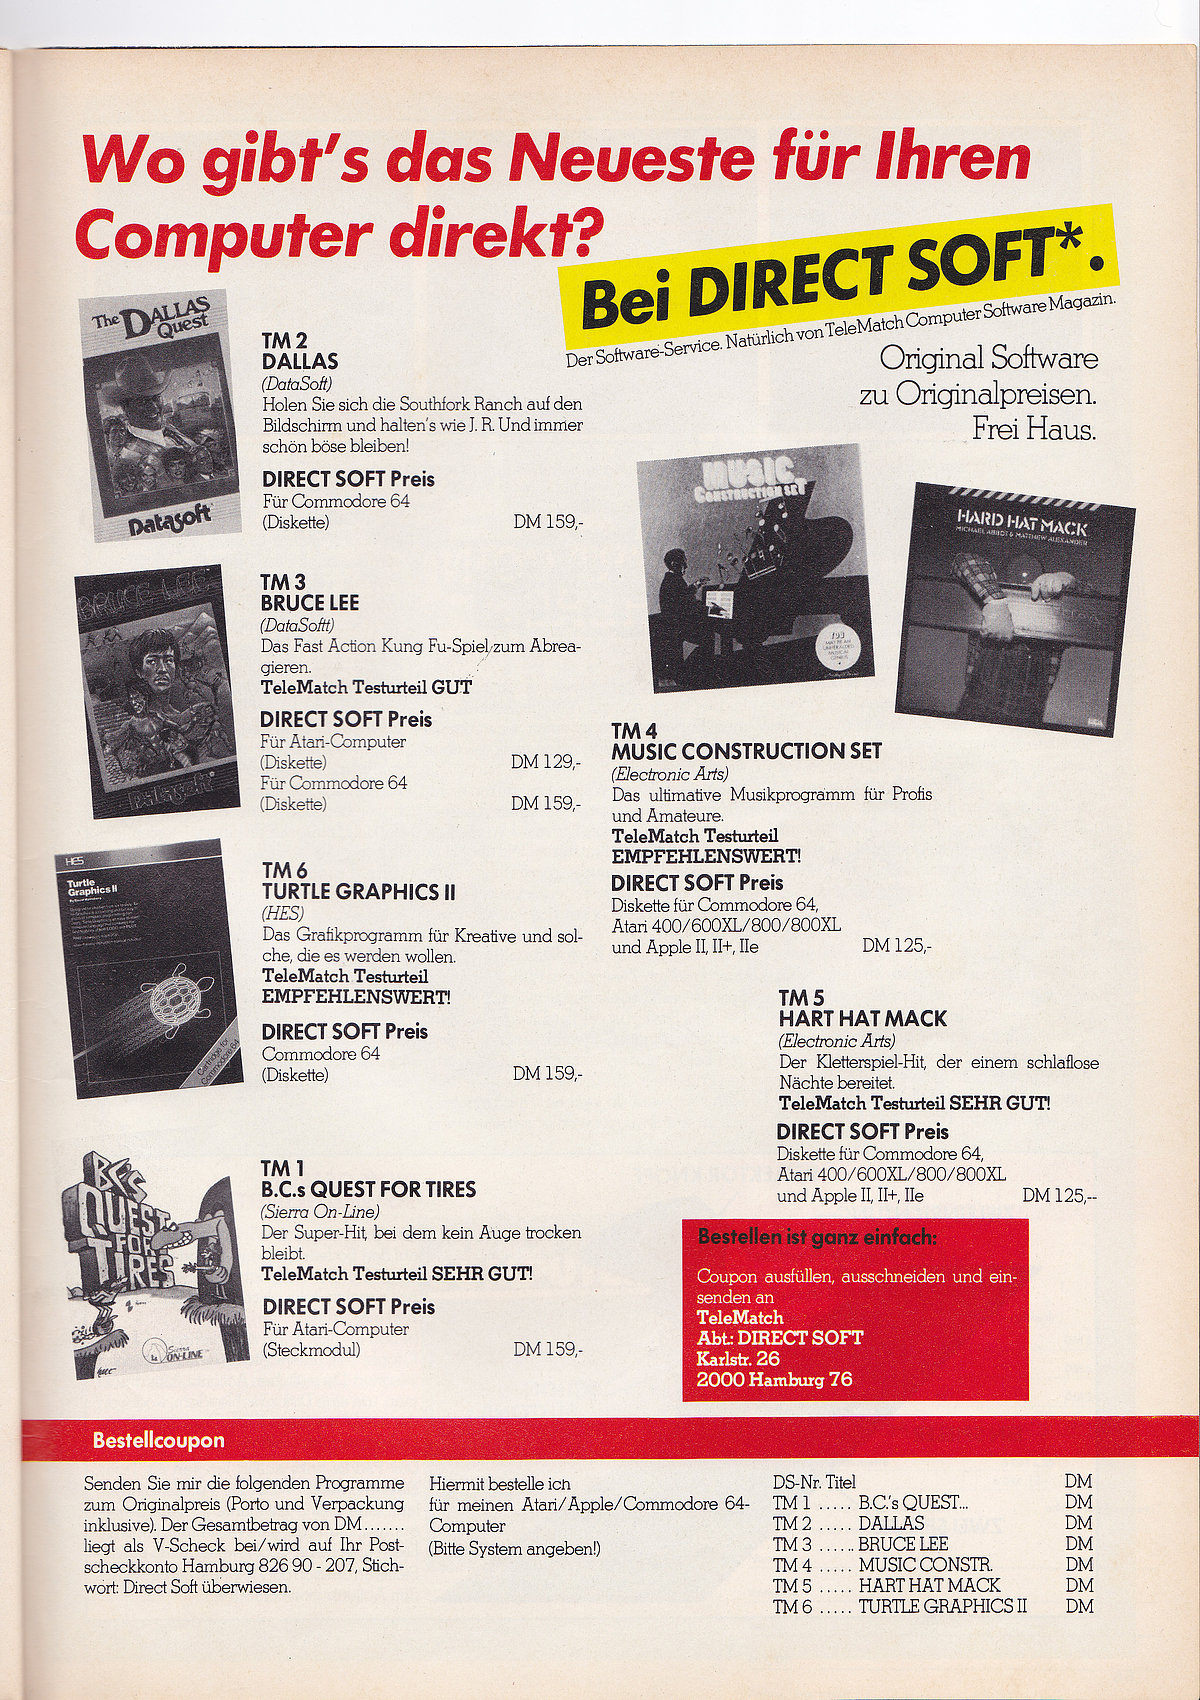 Wo gibt's das Neueste für Ihren
Computer direkt?
Bei DIRECT SOFT*.
Der Software-Service. Natürlich von TeleMatch Computer Software Magazin.
Original Software
zu Originalpreisen.
Frei Haus.
The DALLAS
Quest
Datasoft
TM 2
DALLAS
(DataSoft)
Holen Sie sich die Southfork Ranch auf den
Bildschirm und halten's wie J. R. Und immer
schön böse bleiben!
DIRECT SOFT Preis
Für Commodore 64
(Diskette) DM 159,-
BRUCE LEE
Datasoft
TM 3
BRUCE LEE
(DataSoftt)
Das Fast Action Kung Fu-Spiel zum Abrea-
gieren.
TeleMatch Testurteil GUT
DIRECT SOFT Preis
Für Atari-Computer
(Diskette) DM 129,-
Für Commodore 64
(Diskette) DM 159,-
HES
Turtle
Graphics II
Cartridge for
Commodore 64
TM 6
TURTLE GRAPHICS II
(HES)
Das Grafikprogramm für Kreative und sol-
che, die es werden wollen.
TeleMatch Testurteil
EMPFEHLENSWERT!
DIRECT SOFT Preis
Commodore 64
(Diskette) DM 159,-
B.C.'s
QUEST
FOR
TIRES
Sierra
ON-LINE
TM 1
B.C.s QUEST FOR TIRES
(Sierra On-Line)
Der Super-Hit, bei dem kein Auge trocken
bleibt.
TeleMatch Testurteil SEHR GUT!
DIRECT SOFT Preis
Für Atari-Computer
(Steckmodul) DM 159,-
MUSIC
CONSTRUCTION SET
YOU
MAY BE AN
UNHERALDED
MUSICAL
GENIUS
HARD HAT MACK
MICHAEL ABBOT & MATTHEW ALEXANDER
TM 4
MUSIC CONSTRUCTION SET
(Electronic Arts)
Das ultimative Musikprogramm für Profis
und Amateure.
TeleMatch Testurteil
EMPFEHLENSWERT!
DIRECT SOFT Preis
Diskette für Commodore 64,
Atari 400/600XL/800/800XL
und Apple II, II+, IIe DM 125,-
TM 5
HART HAT MACK
(Electronic Arts)
Der Kletterspiel-Hit, der einem schlaflose
Nächte bereitet.
TeleMatch Testurteil SEHR GUT!
DIRECT SOFT Preis
Diskette für Commodore 64,
Atari 400/600XL/800/800XL
und Apple II, II+, IIe DM 125,--
Bestellen ist ganz einfach:
Coupon ausfüllen, ausschneiden und ein-
senden an
TeleMatch
Abt.: DIRECT SOFT
Karlstr. 26
2000 Hamburg 76
Bestellcoupon
Senden Sie mir die folgenden Programme
zum Originalpreis (Porto und Verpackung
inklusive). Der Gesamtbetrag von DM.......
liegt als V-Scheck bei/wird auf Ihr Post-
scheckkonto Hamburg 826 90 - 207, Stich-
wort: Direct Soft überwiesen.
Hiermit bestelle ich
für meinen Atari/Apple/Commodore 64-
Computer
(Bitte System angeben!)
DS-Nr. Titel DM
TM 1 ..... B.C.'s QUEST... DM
TM 2 ..... DALLAS DM
TM 3 ..... BRUCE LEE DM
TM 4 ..... MUSIC CONSTR. DM
TM 5 ..... HART HAT MACK DM
TM 6 ..... TURTLE GRAPHICS II DM